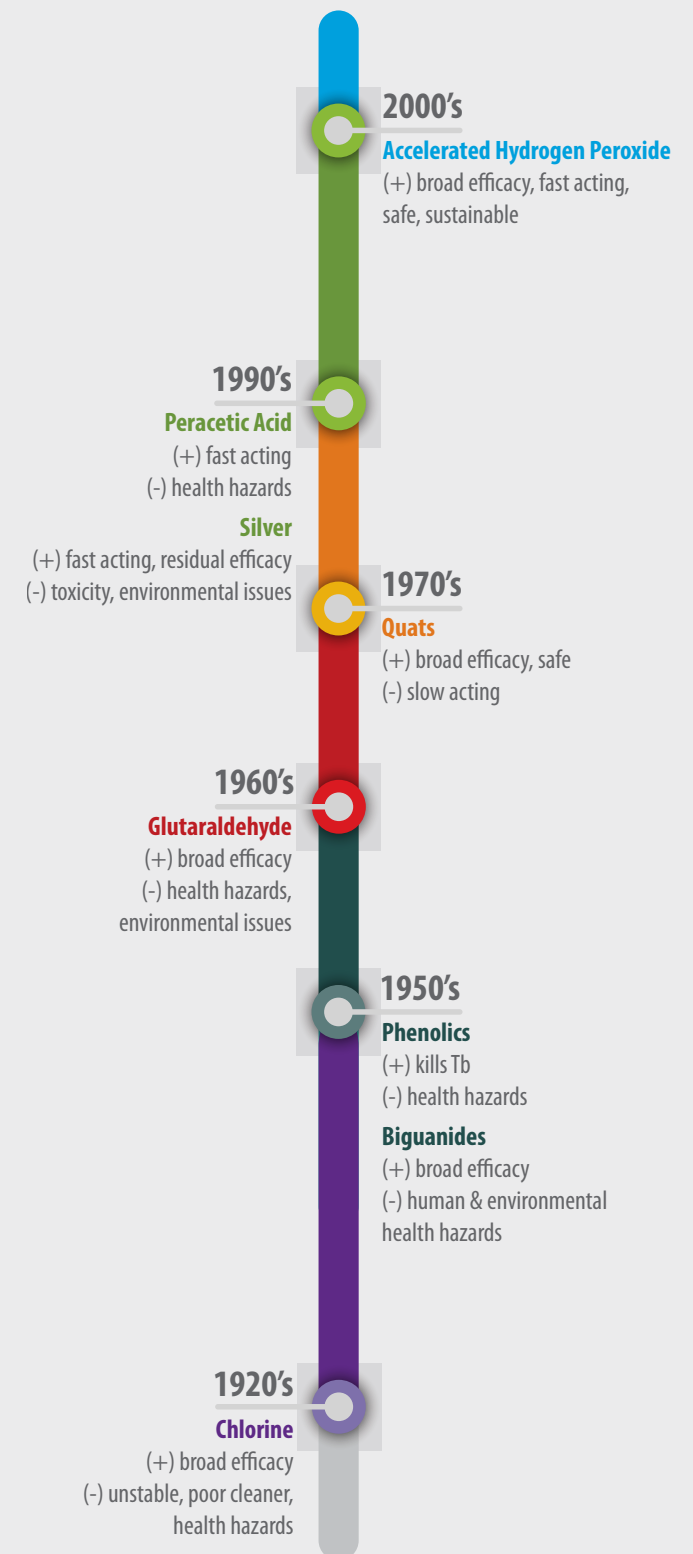 2000's
Accelerated Hydrogen Peroxide
(+) broad efficacy, fast acting,
safe, sustainable
1990's
Peracetic Acid
(+) fast acting
(-) health hazards
Silver
(+) fast acting, residual efficacy
(-) toxicity, environmental issues
1970's
Quats
(+) broad efficacy, safe
(-) slow acting
1960's
Glutaraldehyde
(+) broad efficacy
(-) health hazards,
environmental issues
1950's
Phenolics
(+) kills Tb
(-) health hazards
Biguanides
(+) broad efficacy
(-) human & environmental
health hazards
1920's
Chlorine
(+) broad efficacy
(-) unstable, poor cleaner,
health hazards